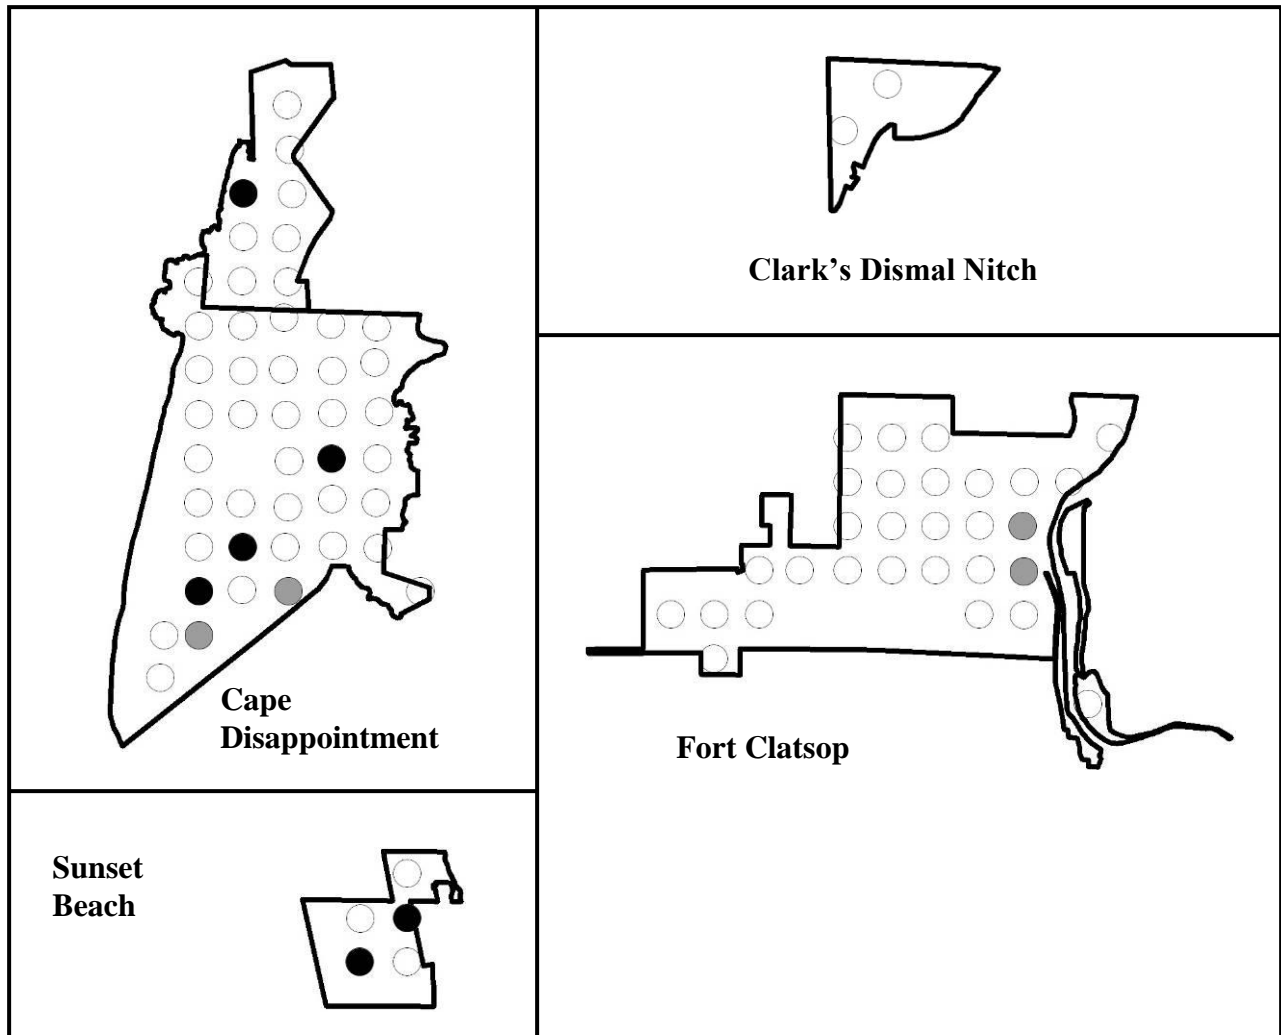 Clark’s Dismal Nitch
Cape
Disappointment
Fort Clatsop
Sunset
Beach